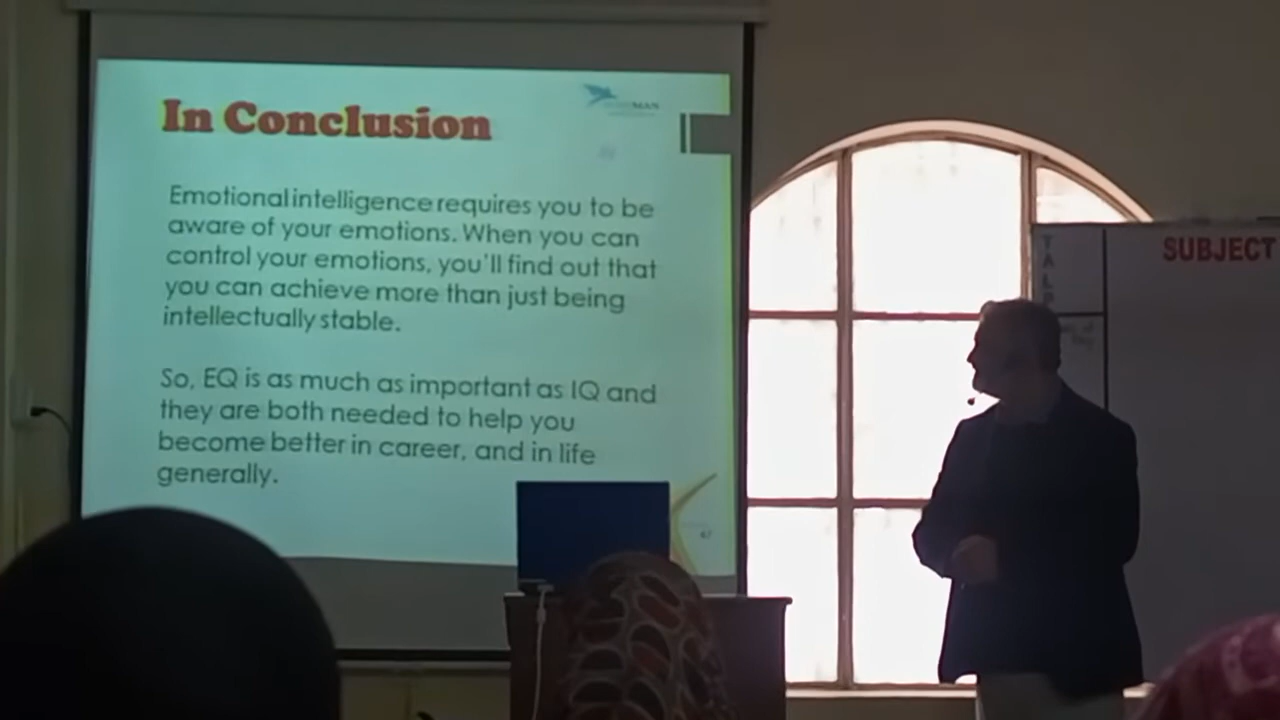 In Conclusion
MAN
Emotional intelligence requires you to be
aware of your emotions. When you can
control your emotions, you'll find out that
you can achieve more than just being
intellectually stable.
So, EQ is as much as important as IQ and
they are both needed to help you
become better in career, and in life
generally.
47
SUBJECT